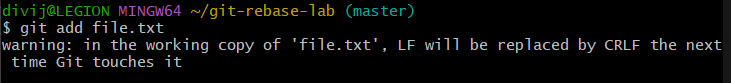 divij@LEGION MINGW64 ~/git-rebase-lab (master)
$ git add file.txt
warning: in the working copy of 'file.txt', LF will be replaced by CRLF the next
 time Git touches it